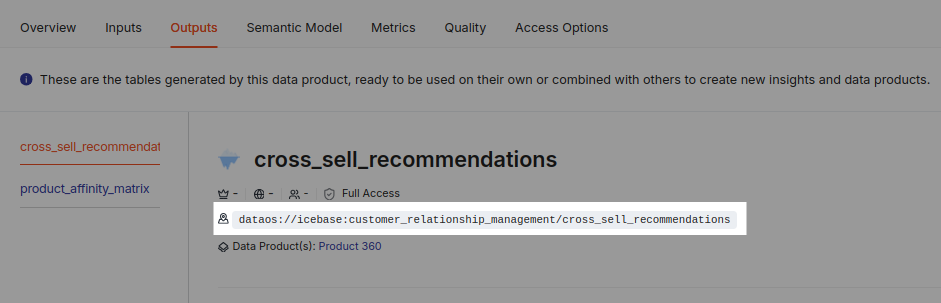 Overview Inputs Outputs Semantic Model Metrics Quality Access Options
These are the tables generated by this data product, ready to be used on their own or combined with others to create new insights and data products.
cross_sell_recommendat
product_affinity_matrix
cross_sell_recommendations
- - - Full Access
dataos://icebase:customer_relationship_management/cross_sell_recommendations
Data Product(s): Product 360